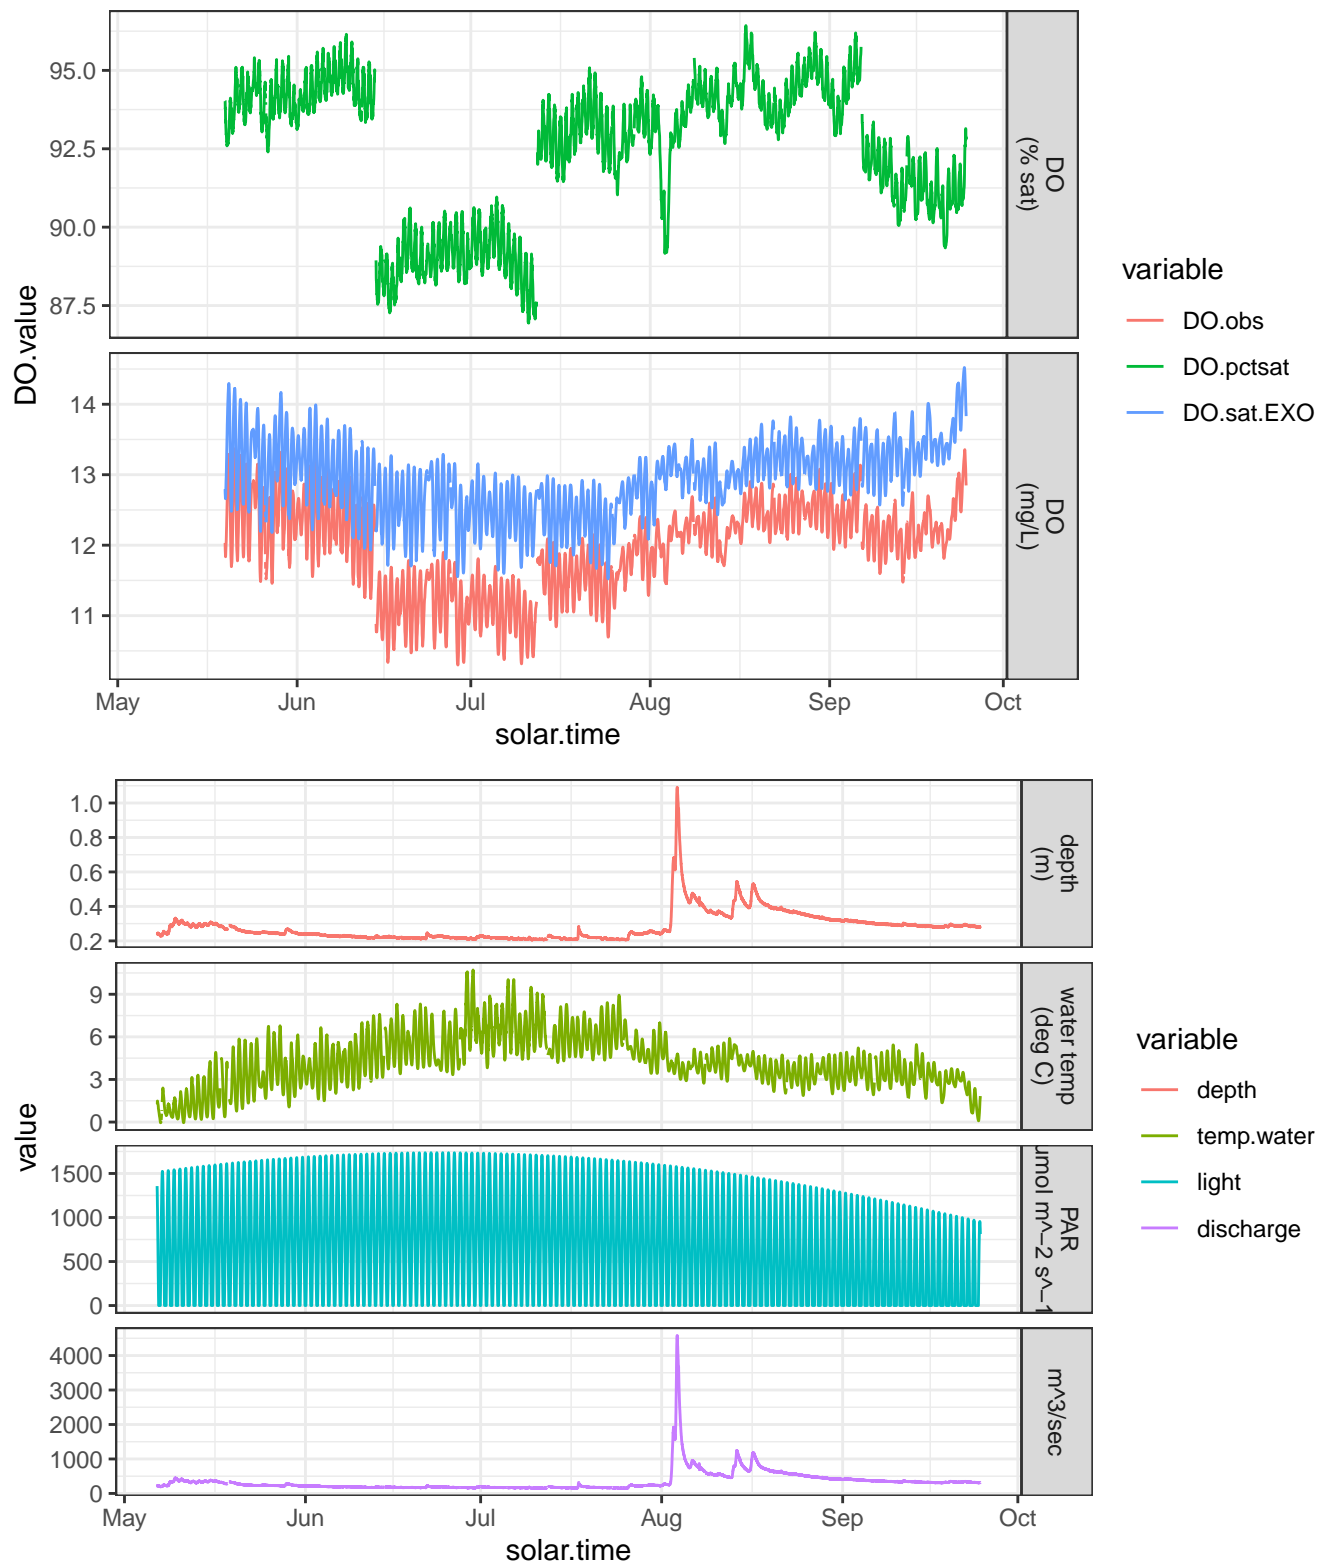 DO.value
95.0
92.5
90.0
87.5
DO
(% sat)
14
13
12
11
DO
(mg/L)
May Jun Jul Aug Sep Oct
solar.time
variable
DO.obs
DO.pctsat
DO.sat.EXO
value
1.0
0.8
0.6
0.4
0.2
depth
(m)
9
6
3
0
water temp
(deg C)
1500
1000
500
0
PAR
umol m^−2 s^−1
4000
3000
2000
1000
0
m^3/sec
May Jun Jul Aug Sep Oct
solar.time
variable
depth
temp.water
light
discharge